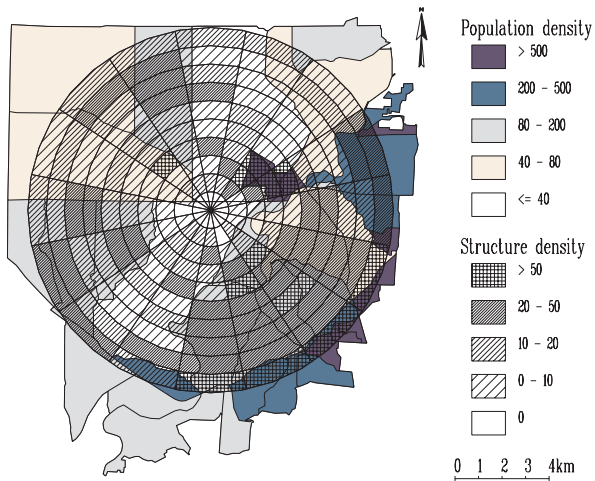 N
Population density
> 500
200 - 500
80 - 200
40 - 80
<= 40
Structure density
> 50
20 - 50
10 - 20
0 - 10
0
0 1 2 3 4km